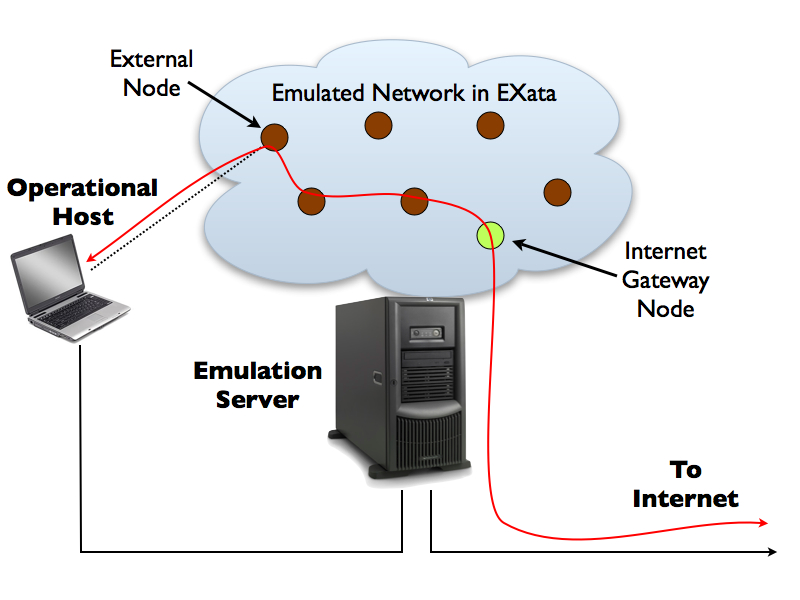 External
Node
Emulated Network in EXata
Operational
Host
Internet
Gateway
Node
Emulation
Server
To
Internet